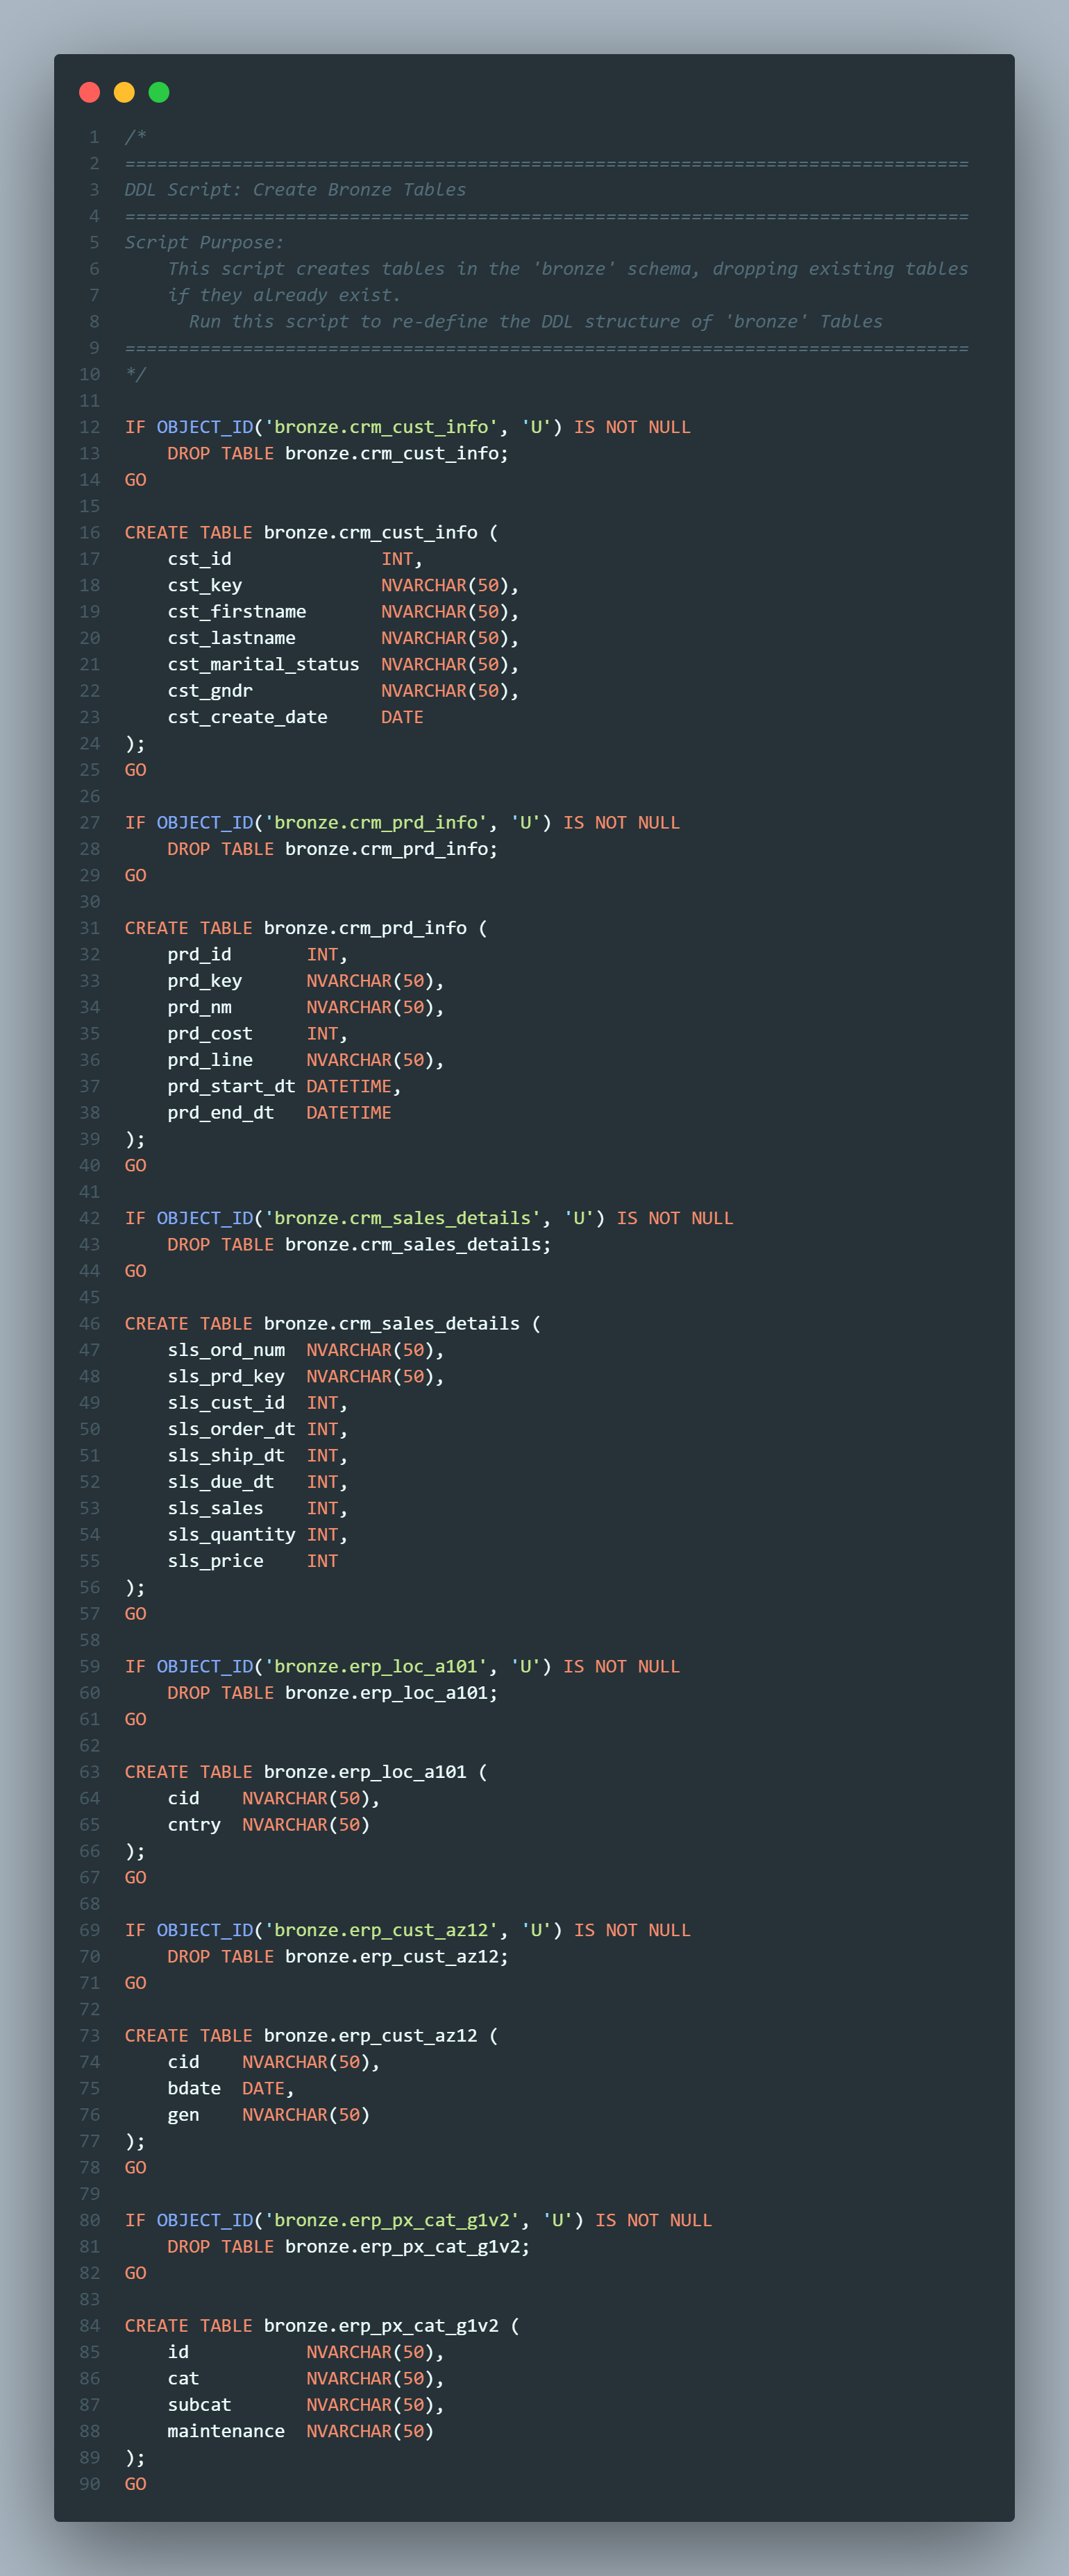 1 /*
2 ===============================================================================
3 DDL Script: Create Bronze Tables
4 ===============================================================================
5 Script Purpose:
6     This script creates tables in the 'bronze' schema, dropping existing tables
7     if they already exist.
8       Run this script to re-define the DDL structure of 'bronze' Tables
9 ===============================================================================
10 */
11
12 IF OBJECT_ID('bronze.crm_cust_info', 'U') IS NOT NULL
13     DROP TABLE bronze.crm_cust_info;
14 GO
15
16 CREATE TABLE bronze.crm_cust_info (
17     cst_id              INT,
18     cst_key             NVARCHAR(50),
19     cst_firstname       NVARCHAR(50),
20     cst_lastname        NVARCHAR(50),
21     cst_marital_status  NVARCHAR(50),
22     cst_gndr            NVARCHAR(50),
23     cst_create_date     DATE
24 );
25 GO
26
27 IF OBJECT_ID('bronze.crm_prd_info', 'U') IS NOT NULL
28     DROP TABLE bronze.crm_prd_info;
29 GO
30
31 CREATE TABLE bronze.crm_prd_info (
32     prd_id       INT,
33     prd_key      NVARCHAR(50),
34     prd_nm       NVARCHAR(50),
35     prd_cost     INT,
36     prd_line     NVARCHAR(50),
37     prd_start_dt DATETIME,
38     prd_end_dt   DATETIME
39 );
40 GO
41
42 IF OBJECT_ID('bronze.crm_sales_details', 'U') IS NOT NULL
43     DROP TABLE bronze.crm_sales_details;
44 GO
45
46 CREATE TABLE bronze.crm_sales_details (
47     sls_ord_num  NVARCHAR(50),
48     sls_prd_key  NVARCHAR(50),
49     sls_cust_id  INT,
50     sls_order_dt INT,
51     sls_ship_dt  INT,
52     sls_due_dt   INT,
53     sls_sales    INT,
54     sls_quantity INT,
55     sls_price    INT
56 );
57 GO
58
59 IF OBJECT_ID('bronze.erp_loc_a101', 'U') IS NOT NULL
60     DROP TABLE bronze.erp_loc_a101;
61 GO
62
63 CREATE TABLE bronze.erp_loc_a101 (
64     cid    NVARCHAR(50),
65     cntry  NVARCHAR(50)
66 );
67 GO
68
69 IF OBJECT_ID('bronze.erp_cust_az12', 'U') IS NOT NULL
70     DROP TABLE bronze.erp_cust_az12;
71 GO
72
73 CREATE TABLE bronze.erp_cust_az12 (
74     cid    NVARCHAR(50),
75     bdate  DATE,
76     gen    NVARCHAR(50)
77 );
78 GO
79
80 IF OBJECT_ID('bronze.erp_px_cat_g1v2', 'U') IS NOT NULL
81     DROP TABLE bronze.erp_px_cat_g1v2;
82 GO
83
84 CREATE TABLE bronze.erp_px_cat_g1v2 (
85     id           NVARCHAR(50),
86     cat          NVARCHAR(50),
87     subcat       NVARCHAR(50),
88     maintenance  NVARCHAR(50)
89 );
90 GO